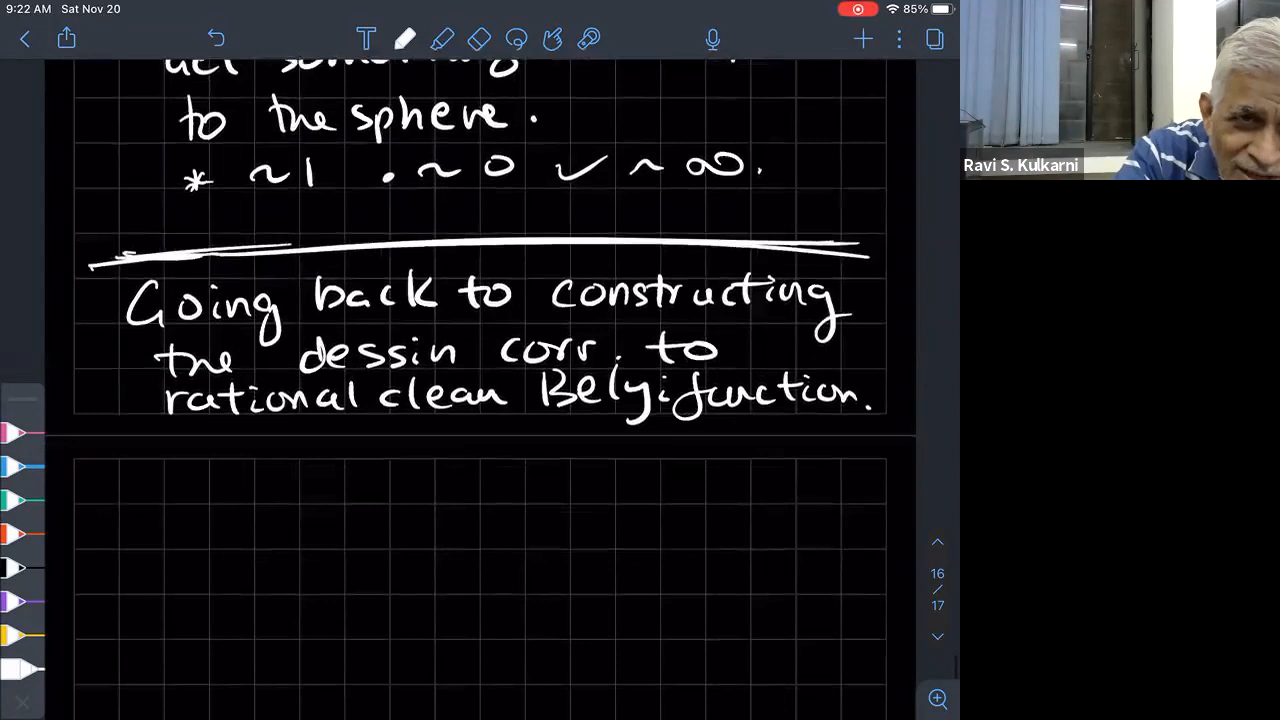 9:22 AM Sat Nov 20
85%
to the sphere.
* ~1 . ~ 0 ✓ ~ ∞.
Going back to constructing
the dessin corr. to
rational clean Belyi function.
16
/
17
Ravi S. Kulkarni